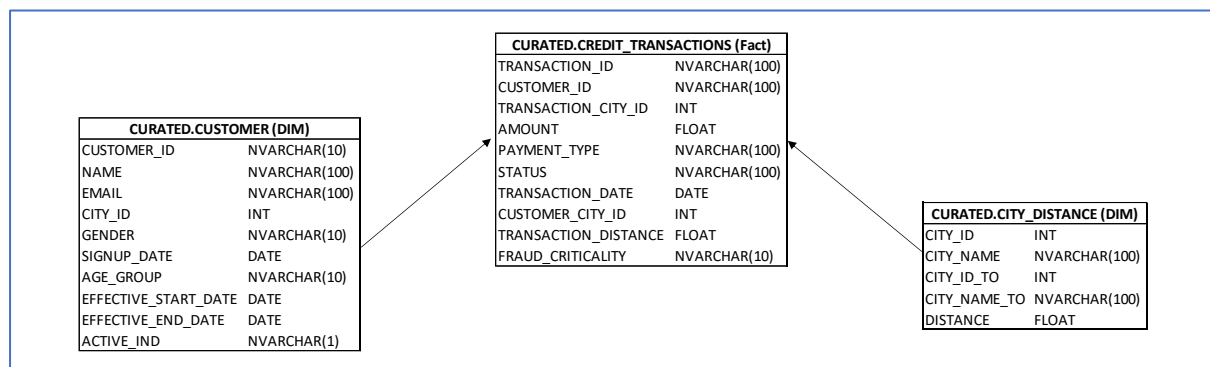 CURATED.CREDIT_TRANSACTIONS (Fact)
TRANSACTION_ID NVARCHAR(100)
CUSTOMER_ID NVARCHAR(100)
TRANSACTION_CITY_ID INT
AMOUNT FLOAT
PAYMENT_TYPE NVARCHAR(100)
STATUS NVARCHAR(100)
TRANSACTION_DATE DATE
CUSTOMER_CITY_ID INT
TRANSACTION_DISTANCE FLOAT
FRAUD_CRITICALITY NVARCHAR(10)
CURATED.CUSTOMER (DIM)
CUSTOMER_ID NVARCHAR(10)
NAME NVARCHAR(100)
EMAIL NVARCHAR(100)
CITY_ID INT
GENDER NVARCHAR(10)
SIGNUP_DATE DATE
AGE_GROUP NVARCHAR(10)
EFFECTIVE_START_DATE DATE
EFFECTIVE_END_DATE DATE
ACTIVE_IND NVARCHAR(1)
CURATED.CITY_DISTANCE (DIM)
CITY_ID INT
CITY_NAME NVARCHAR(100)
CITY_ID_TO INT
CITY_NAME_TO NVARCHAR(100)
DISTANCE FLOAT